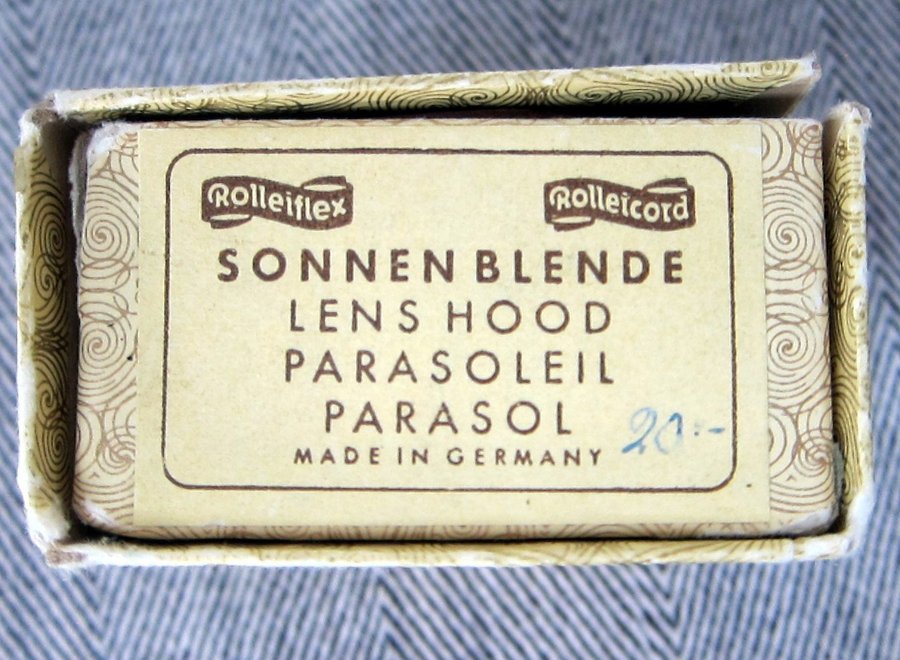 Rolleiflex Rolleicord
SONNENBLENDE
LENS HOOD
PARASOLEIL
PARASOL
20.-
MADE IN GERMANY